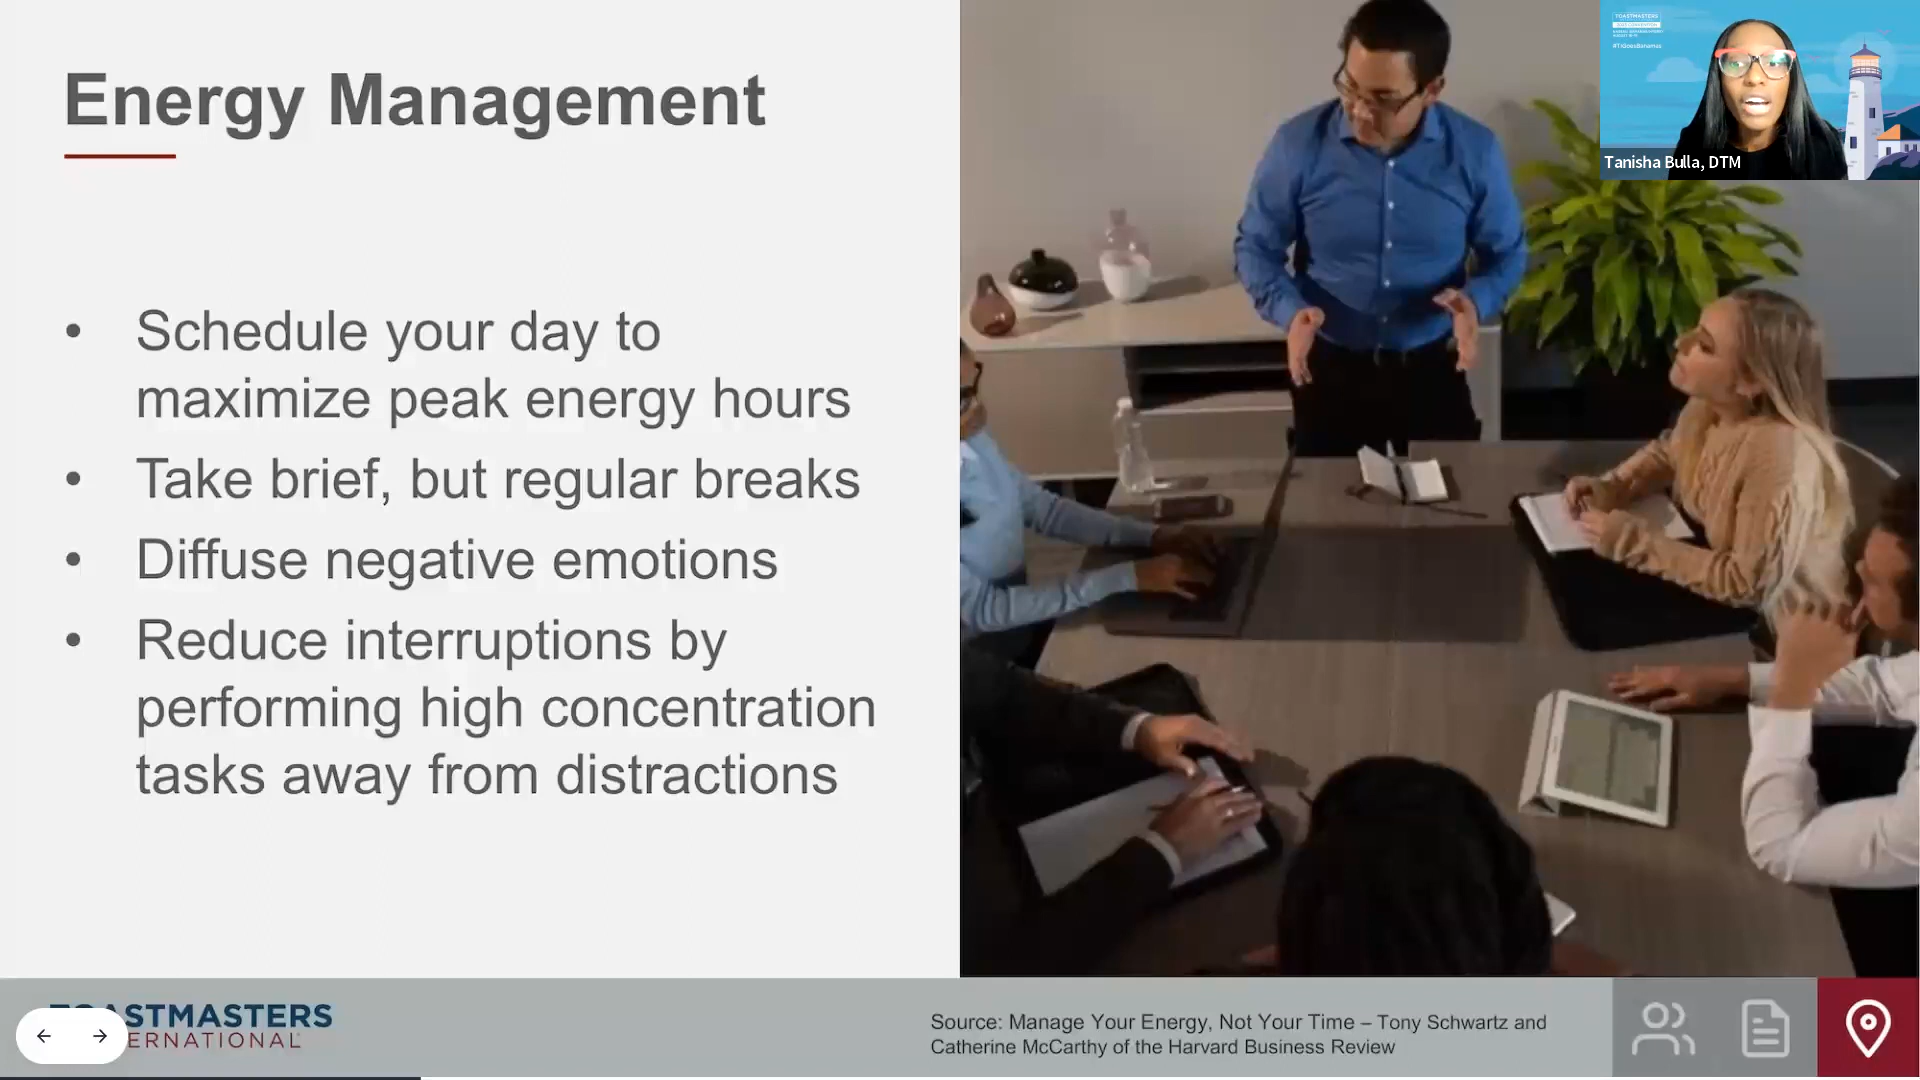 Energy Management
• Schedule your day to
maximize peak energy hours
• Take brief, but regular breaks
• Diffuse negative emotions
• Reduce interruptions by
performing high concentration
tasks away from distractions
TOASTMASTERS
#TIGoesBahamas
Tanisha Bulla, DTM
Source: Manage Your Energy, Not Your Time – Tony Schwartz and
Catherine McCarthy of the Harvard Business Review